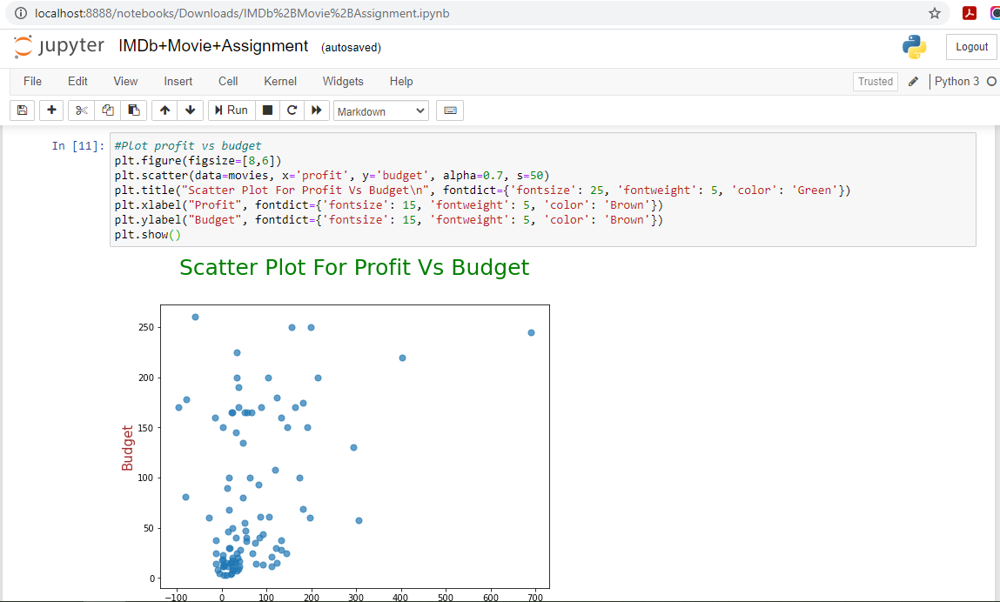 localhost:8888/notebooks/Downloads/IMDb%2BMovie%2BAssignment.ipynb
jupyter IMDb+Movie+Assignment (autosaved)
Logout
File Edit View Insert Cell Kernel Widgets Help
Trusted
Python 3
Run
Markdown
In [11]: #Plot profit vs budget
plt.figure(figsize=[8,6])
plt.scatter(data=movies, x='profit', y='budget', alpha=0.7, s=50)
plt.title("Scatter Plot For Profit Vs Budget\n", fontdict={'fontsize': 25, 'fontweight': 5, 'color': 'Green'})
plt.xlabel("Profit", fontdict={'fontsize': 15, 'fontweight': 5, 'color': 'Brown'})
plt.ylabel("Budget", fontdict={'fontsize': 15, 'fontweight': 5, 'color': 'Brown'})
plt.show()
Scatter Plot For Profit Vs Budget
250
200
150
Budget
100
50
0
−100 0 100 200 300 400 500 600 700